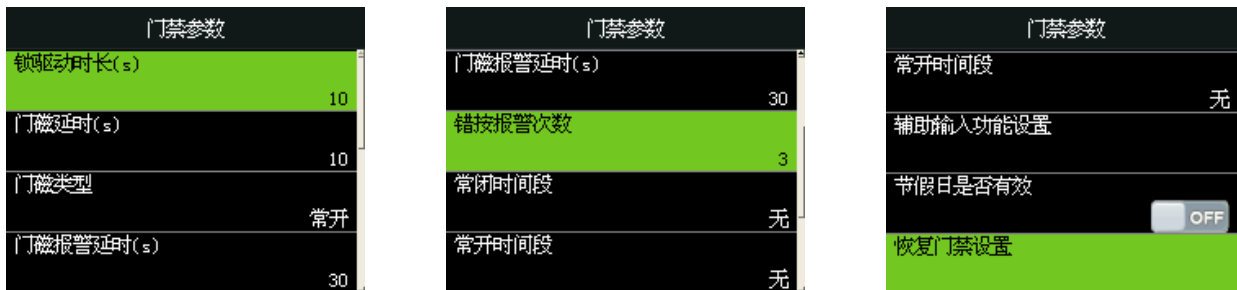 门禁参数
锁驱动时长(s)
10
门磁延时(s)
10
门磁类型
常开
门磁报警延时(s)
30
门禁参数
门磁报警延时(s)
30
错按报警次数
3
常闭时间段
无
常开时间段
无
门禁参数
常开时间段
无
辅助输入功能设置
节假日是否有效
OFF
恢复门禁设置